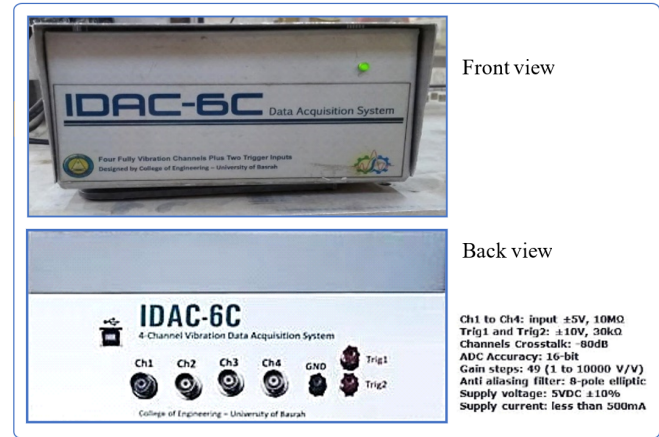 Front view
IDAC-6C Data Acquisition System
Four Fully Vibration Channels Plus Two Trigger Inputs
Designed by College of Engineering – University of Basrah
Back view
IDAC-6C
4-Channel Vibration Data Acquisition System
Ch1 Ch2 Ch3 Ch4 GND Trig1
Trig2
College of Engineering – University of Basrah
Ch1 to Ch4: input ±5V, 10MΩ
Trig1 and Trig2: ±10V, 30kΩ
Channels Crosstalk: -80dB
ADC Accuracy: 16-bit
Gain steps: 49 (1 to 10000 V/V)
Anti aliasing filter: 8-pole elliptic
Supply voltage: 5VDC ±10%
Supply current: less than 500mA